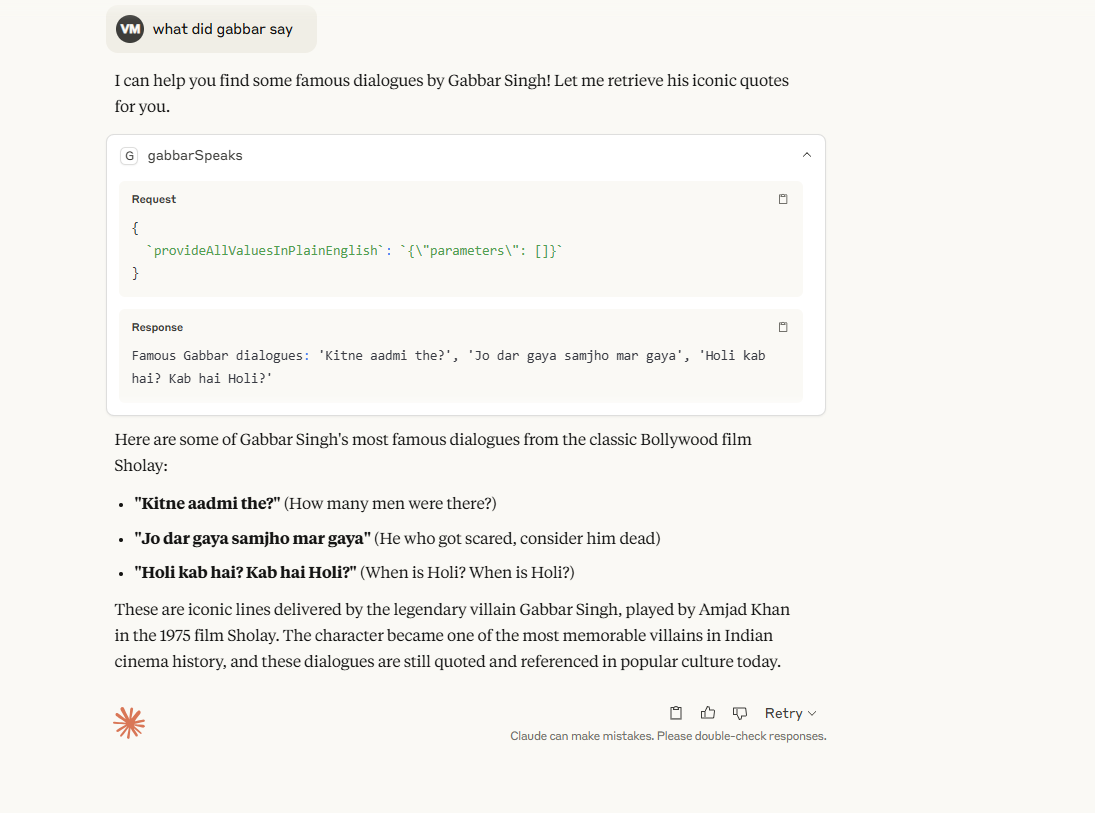 VM what did gabbar say
I can help you find some famous dialogues by Gabbar Singh! Let me retrieve his iconic quotes
for you.
G gabbarSpeaks
Request
{
`provideAllValuesInPlainEnglish`: `{\"parameters\": []}`
}
Response
Famous Gabbar dialogues: 'Kitne aadmi the?', 'Jo dar gaya samjho mar gaya', 'Holi kab
hai? Kab hai Holi?'
Here are some of Gabbar Singh's most famous dialogues from the classic Bollywood film
Sholay:
• "Kitne aadmi the?" (How many men were there?)
• "Jo dar gaya samjho mar gaya" (He who got scared, consider him dead)
• "Holi kab hai? Kab hai Holi?" (When is Holi? When is Holi?)
These are iconic lines delivered by the legendary villain Gabbar Singh, played by Amjad Khan
in the 1975 film Sholay. The character became one of the most memorable villains in Indian
cinema history, and these dialogues are still quoted and referenced in popular culture today.
Retry
Claude can make mistakes. Please double-check responses.